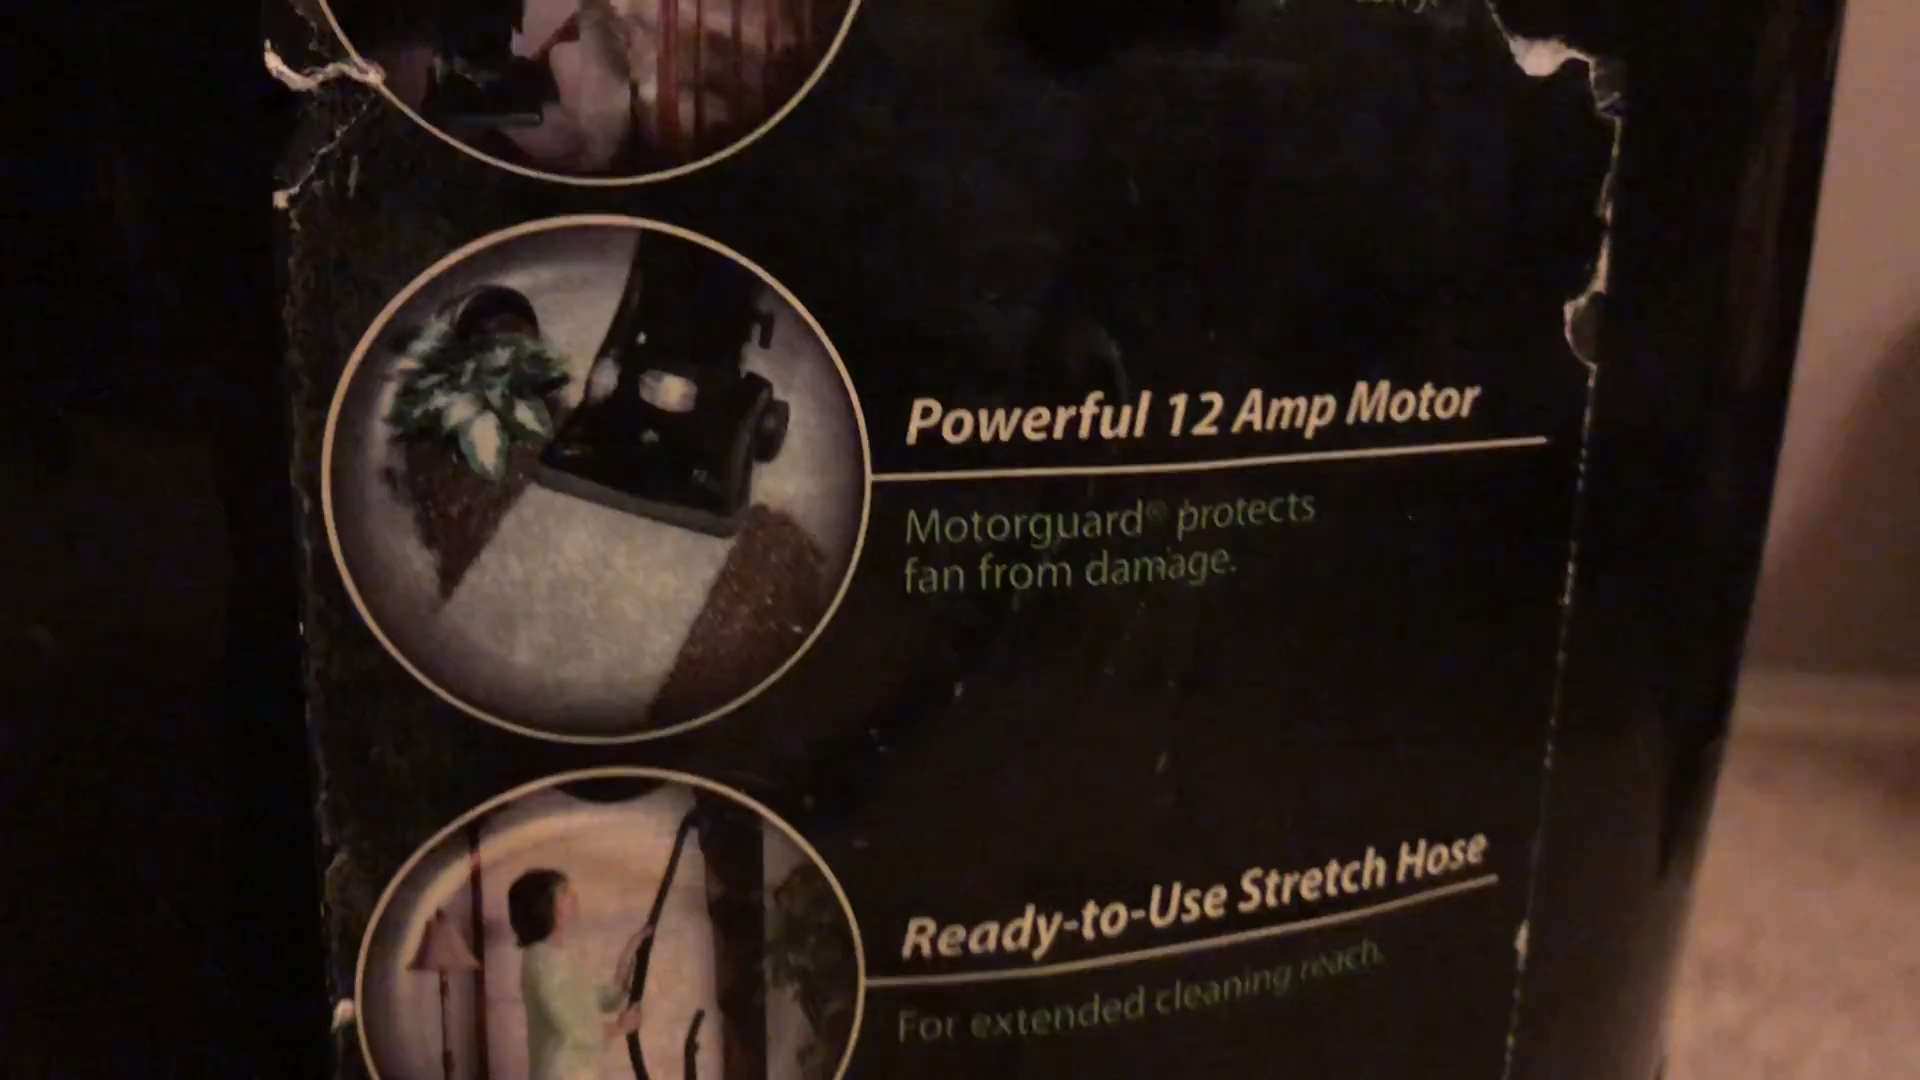 Powerful 12 Amp Motor
Motorguard® protects
fan from damage.
Ready-to-Use Stretch Hose
For extended cleaning reach.